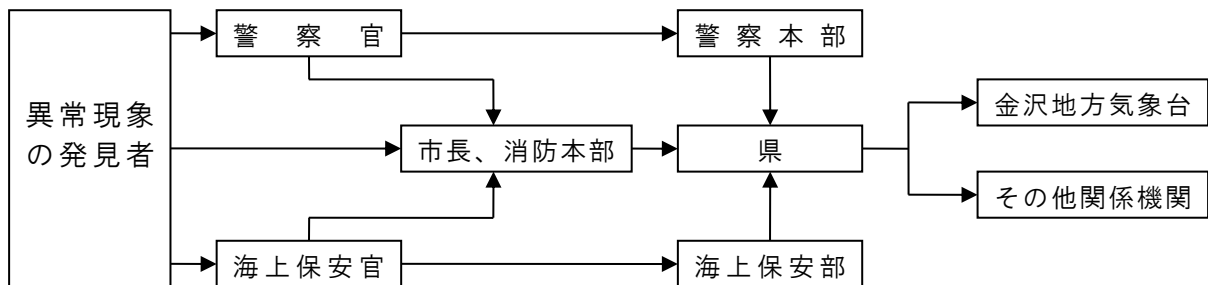 異常現象
の発見者
警察官
警察本部
市長、消防本部
県
海上保安官
海上保安部
金沢地方気象台
その他関係機関